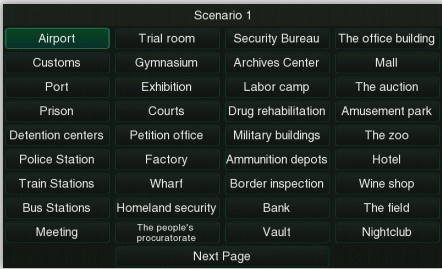 Scenario 1
Airport Trial room Security Bureau The office building
Customs Gymnasium Archives Center Mall
Port Exhibition Labor camp The auction
Prison Courts Drug rehabilitation Amusement park
Detention centers Petition office Military buildings The zoo
Police Station Factory Ammunition depots Hotel
Train Stations Wharf Border inspection Wine shop
Bus Stations Homeland security Bank The field
Meeting The people's procuratorate Vault Nightclub
Next Page